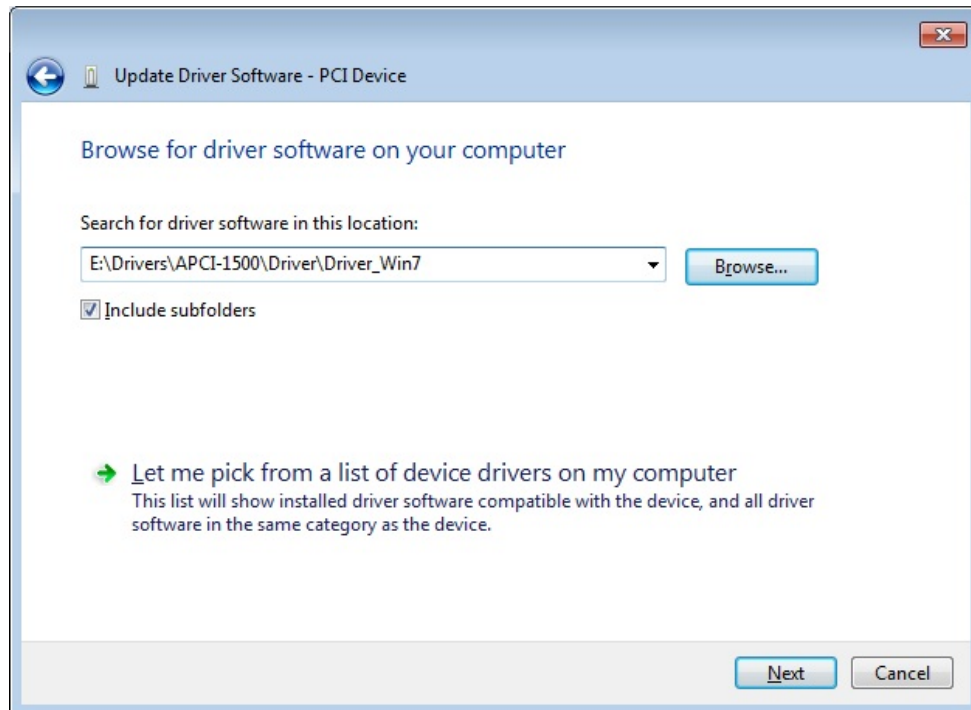 Update Driver Software - PCI Device
Browse for driver software on your computer
Search for driver software in this location:
E:\Drivers\APCI-1500\Driver\Driver_Win7
Browse...
Include subfolders
Let me pick from a list of device drivers on my computer
This list will show installed driver software compatible with the device, and all driver
software in the same category as the device.
Next
Cancel